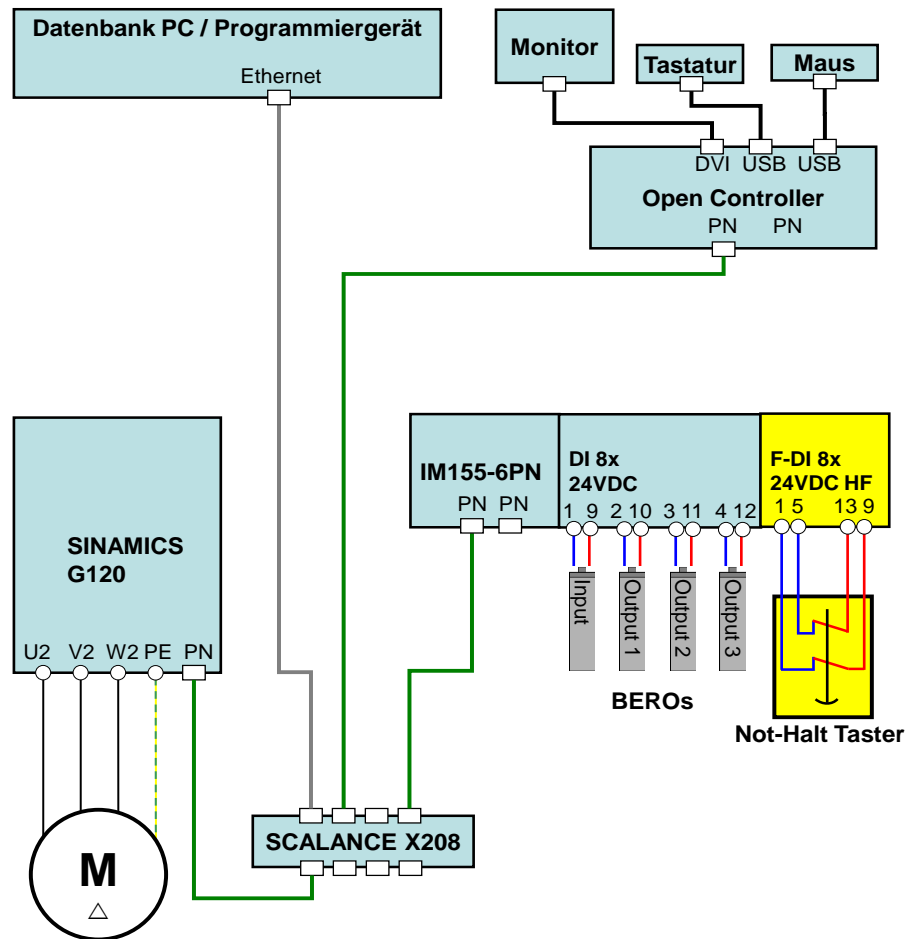 Datenbank PC / Programmiergerät
Ethernet
Monitor
Tastatur
Maus
DVI USB USB
Open Controller
PN PN
IM155-6PN
PN PN
DI 8x
24VDC
1 9 2 10 3 11 4 12
F-DI 8x
24VDC HF
1 5 13 9
Input
Output 1
Output 2
Output 3
BEROs
Not-Halt Taster
SINAMICS
G120
U2 V2 W2 PE PN
M
△
SCALANCE X208